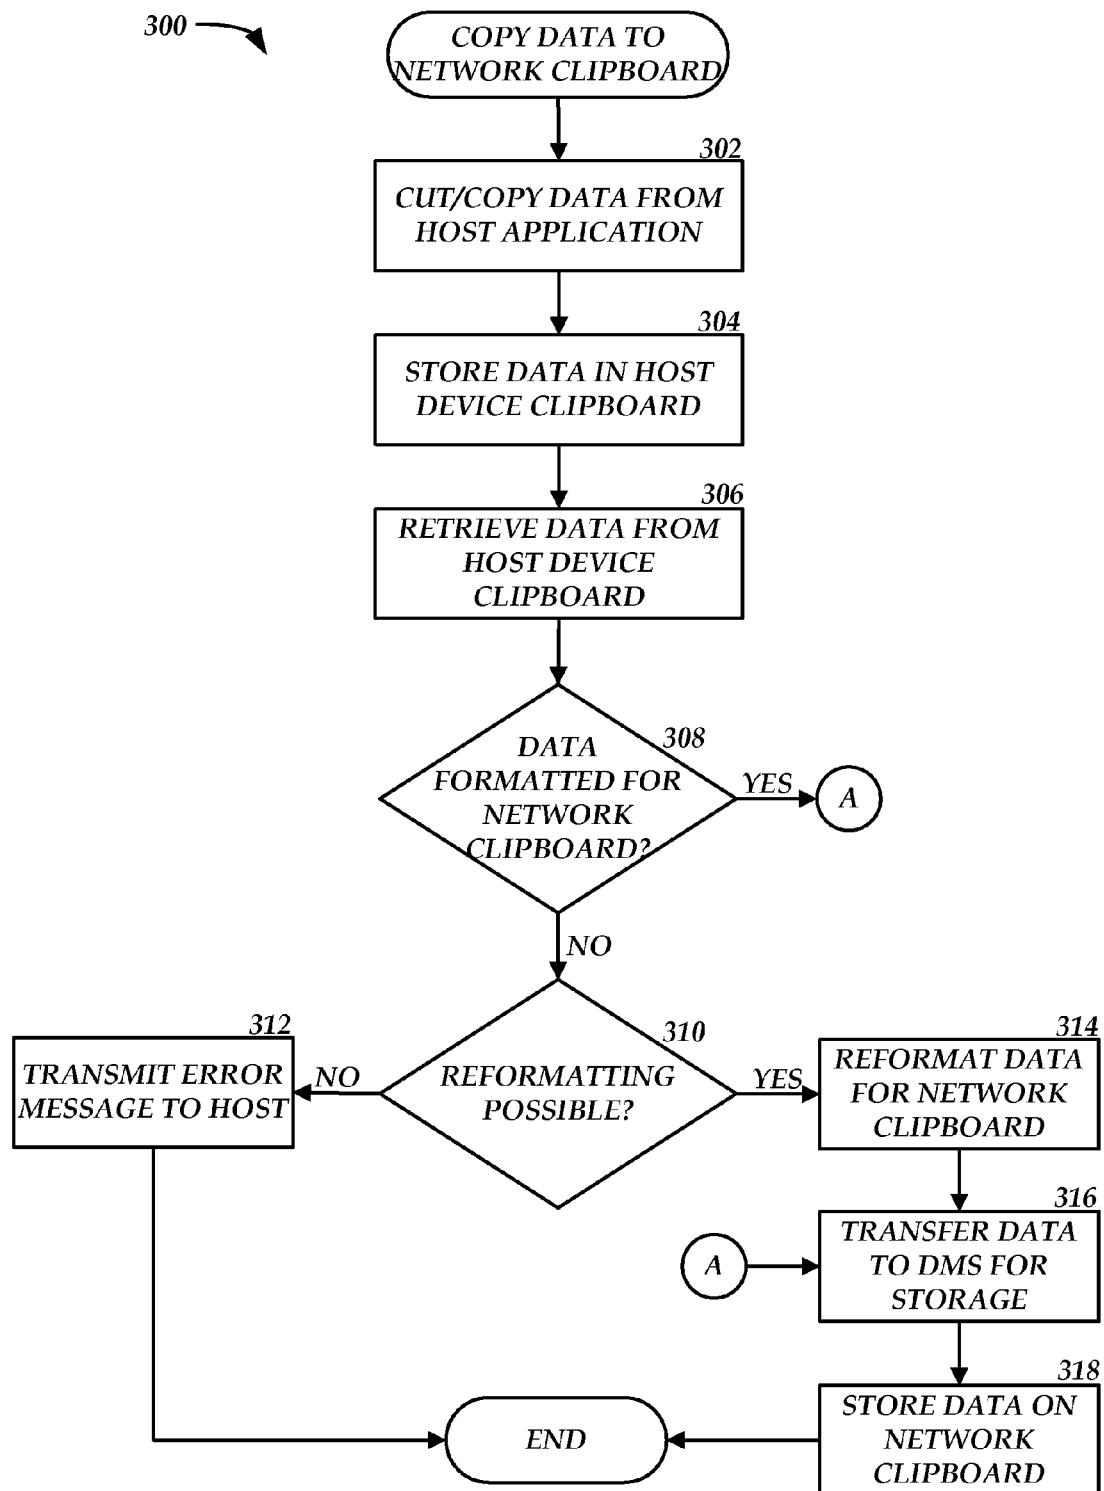 300
COPY DATA TO
NETWORK CLIPBOARD
302
CUT/COPY DATA FROM
HOST APPLICATION
304
STORE DATA IN HOST
DEVICE CLIPBOARD
306
RETRIEVE DATA FROM
HOST DEVICE
CLIPBOARD
308
DATA
FORMATTED FOR
NETWORK
CLIPBOARD?
YES
A
NO
310
REFORMATTING
POSSIBLE?
NO
312
TRANSMIT ERROR
MESSAGE TO HOST
YES
314
REFORMAT DATA
FOR NETWORK
CLIPBOARD
A
316
TRANSFER DATA
TO DMS FOR
STORAGE
318
STORE DATA ON
NETWORK
CLIPBOARD
END